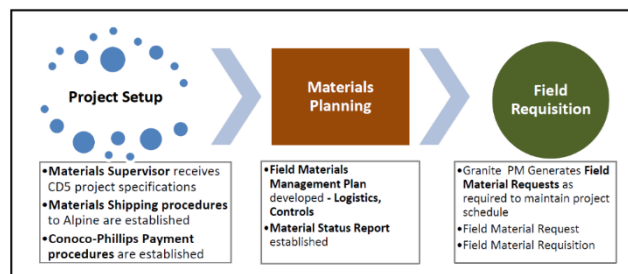 Project Setup
Materials
Planning
Field
Requisition
•Materials Supervisor receives
CD5 project specifications
•Materials Shipping procedures
to Alpine are established
•Conoco-Phillips Payment
procedures are established
•Field Materials
Management Plan
developed - Logistics,
Controls
•Material Status Report
established
•Granite PM Generates Field
Material Requests as
required to maintain project
schedule
•Field Material Request
•Field Material Requisition